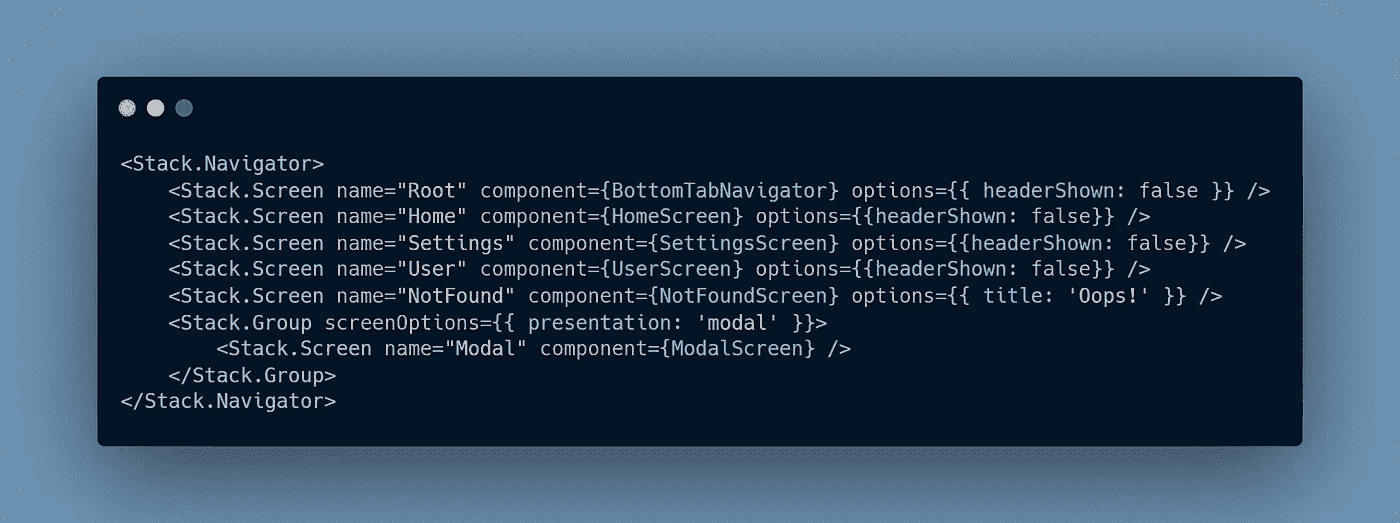 <Stack.Navigator>
    <Stack.Screen name="Root" component={BottomTabNavigator} options={{ headerShown: false }} />
    <Stack.Screen name="Home" component={HomeScreen} options={{headerShown: false}} />
    <Stack.Screen name="Settings" component={SettingsScreen} options={{headerShown: false}} />
    <Stack.Screen name="User" component={UserScreen} options={{headerShown: false}} />
    <Stack.Screen name="NotFound" component={NotFoundScreen} options={{ title: 'Oops!' }} />
    <Stack.Group screenOptions={{ presentation: 'modal' }}>
        <Stack.Screen name="Modal" component={ModalScreen} />
    </Stack.Group>
</Stack.Navigator>